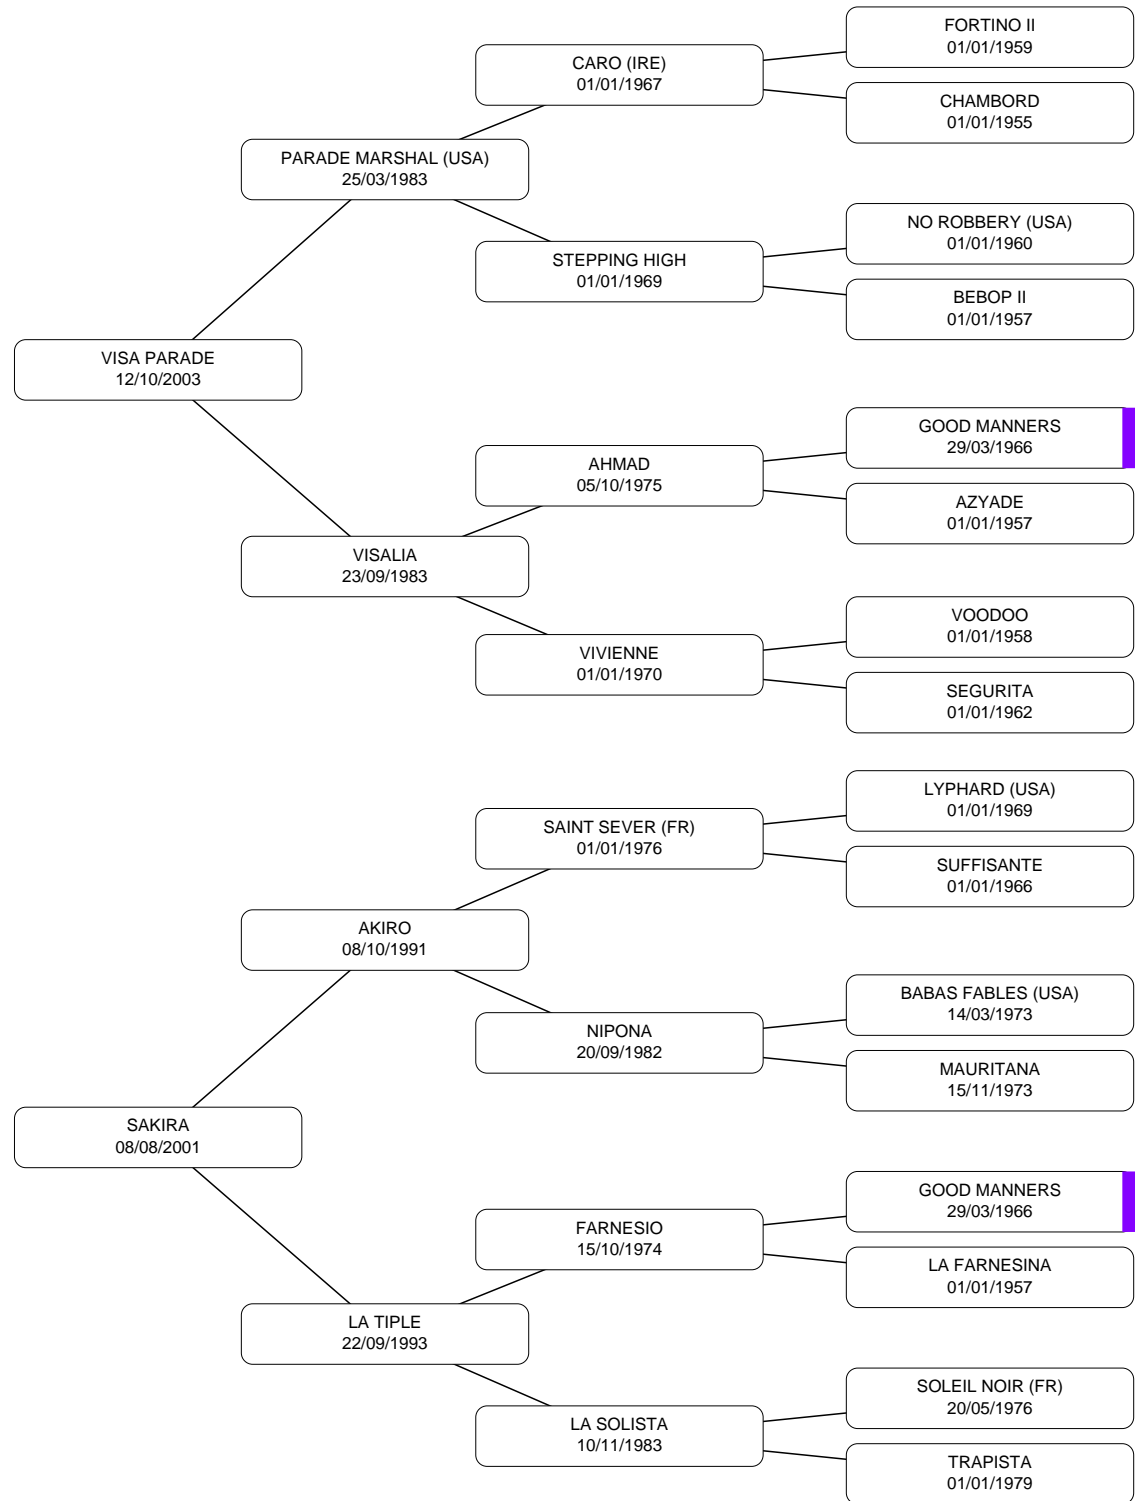 FORTINO II
01/01/1959
CARO (IRE)
01/01/1967
CHAMBORD
01/01/1955
PARADE MARSHAL (USA)
25/03/1983
NO ROBBERY (USA)
01/01/1960
STEPPING HIGH
01/01/1969
BEBOP II
01/01/1957
VISA PARADE
12/10/2003
GOOD MANNERS
29/03/1966
AHMAD
05/10/1975
AZYADE
01/01/1957
VISALIA
23/09/1983
VOODOO
01/01/1958
VIVIENNE
01/01/1970
SEGURITA
01/01/1962
LYPHARD (USA)
01/01/1969
SAINT SEVER (FR)
01/01/1976
SUFFISANTE
01/01/1966
AKIRO
08/10/1991
BABAS FABLES (USA)
14/03/1973
NIPONA
20/09/1982
MAURITANA
15/11/1973
SAKIRA
08/08/2001
GOOD MANNERS
29/03/1966
FARNESIO
15/10/1974
LA FARNESINA
01/01/1957
LA TIPLE
22/09/1993
SOLEIL NOIR (FR)
20/05/1976
LA SOLISTA
10/11/1983
TRAPISTA
01/01/1979